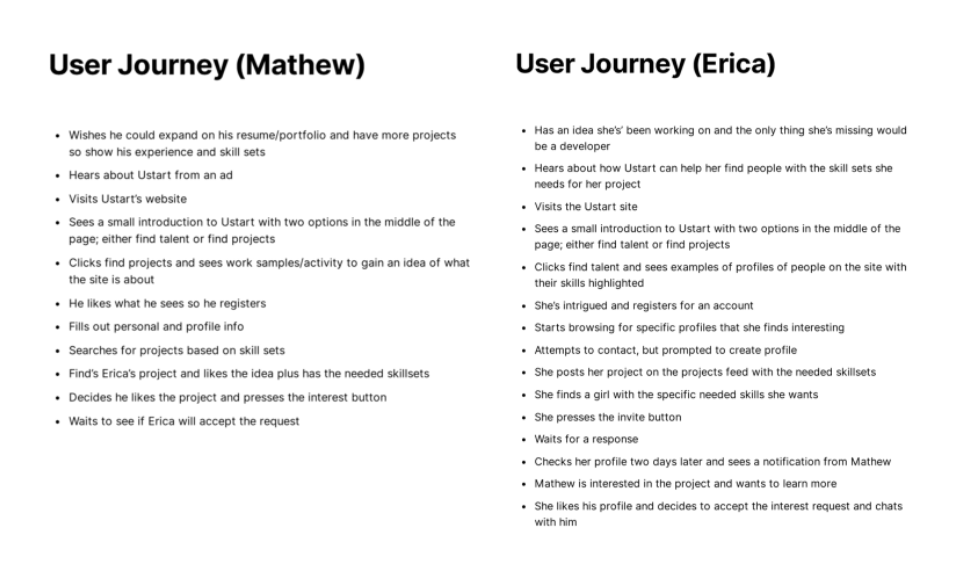 User Journey (Mathew)
• Wishes he could expand on his resume/portfolio and have more projects
so show his experience and skill sets
• Hears about Ustart from an ad
• Visits Ustart's website
• Sees a small introduction to Ustart with two options in the middle of the
page; either find talent or find projects
• Clicks find projects and sees work samples/activity to gain an idea of what
the site is about
• He likes what he sees so he registers
• Fills out personal and profile info
• Searches for projects based on skill sets
• Find's Erica's project and likes the idea plus has the needed skillsets
• Decides he likes the project and presses the interest button
• Waits to see if Erica will accept the request
User Journey (Erica)
• Has an idea she's' been working on and the only thing she's missing would
be a developer
• Hears about how Ustart can help her find people with the skill sets she
needs for her project
• Visits the Ustart site
• Sees a small introduction to Ustart with two options in the middle of the
page; either find talent or find projects
• Clicks find talent and sees examples of profiles of people on the site with
their skills highlighted
• She's intrigued and registers for an account
• Starts browsing for specific profiles that she finds interesting
• Attempts to contact, but prompted to create profile
• She posts her project on the projects feed with the needed skillsets
• She finds a girl with the specific needed skills she wants
• She presses the invite button
• Waits for a response
• Checks her profile two days later and sees a notification from Mathew
• Mathew is interested in the project and wants to learn more
• She likes his profile and decides to accept the interest request and chats
with him